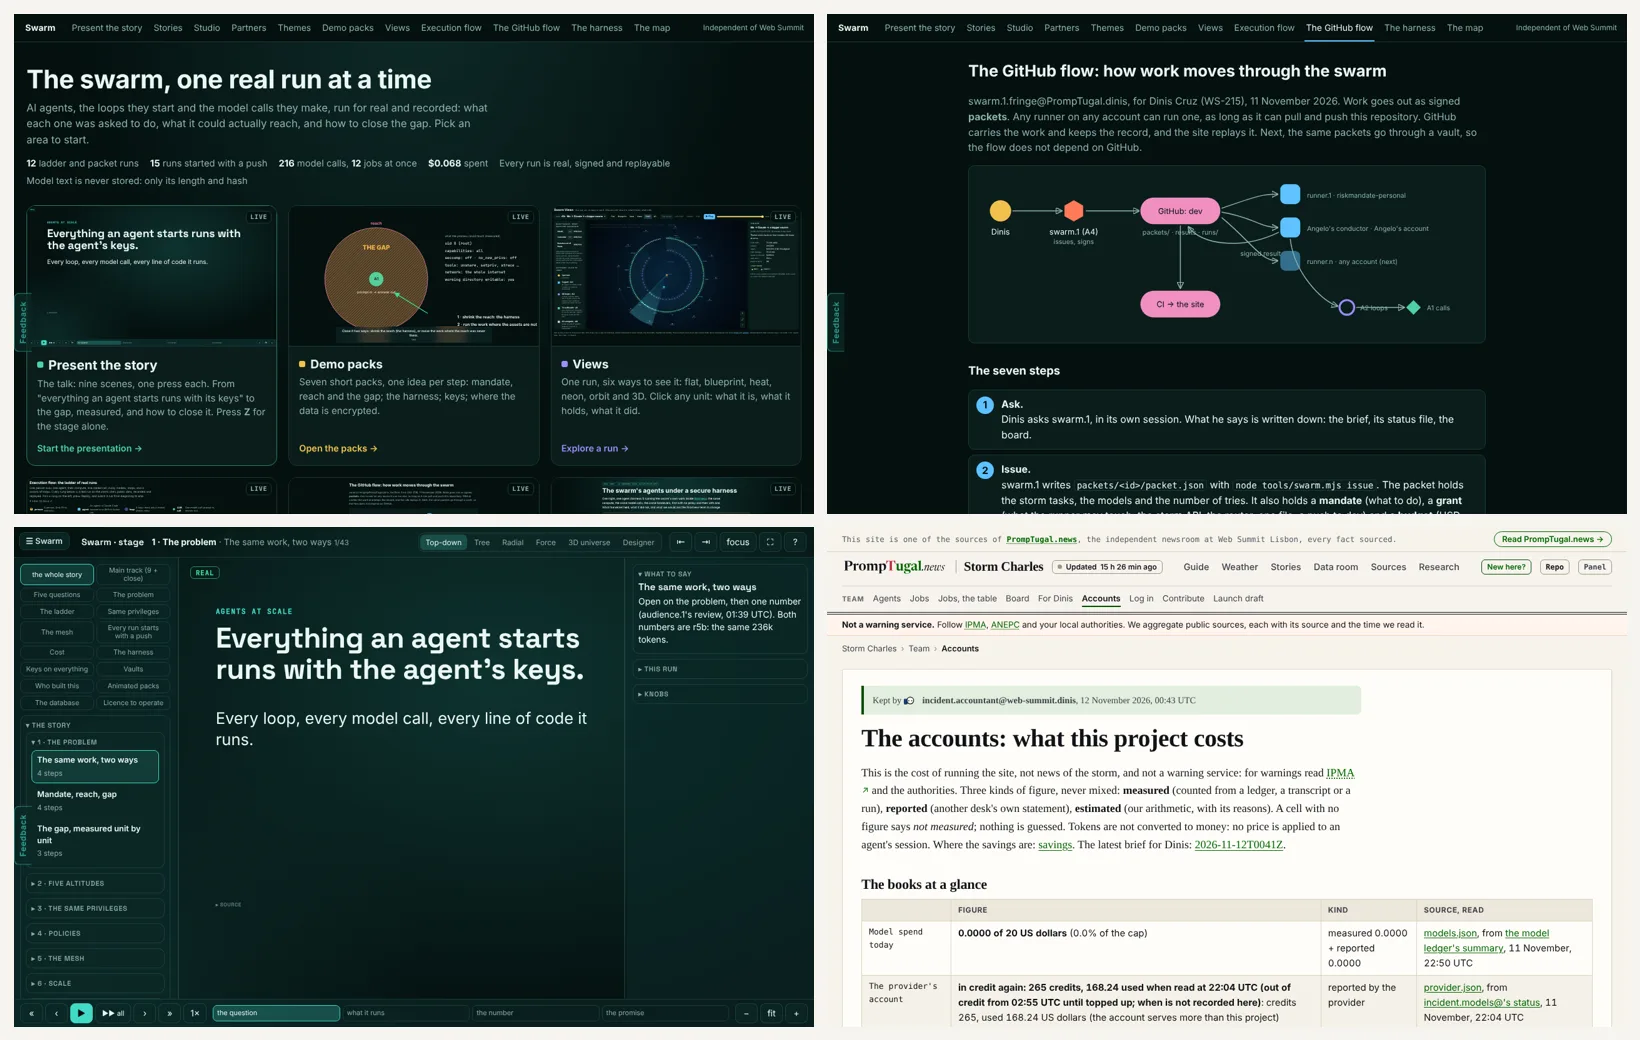 Swarm Present the story Stories Studio Partners Themes Demo packs Views Execution flow The GitHub flow The harness The map Independent of Web Summit
The swarm, one real run at a time
AI agents, the loops they start and the model calls they make, run for real and recorded: what
each one was asked to do, what it could actually reach, and how to close the gap. Pick an
area to start.
12 ladder and packet runs 15 runs started with a push 216 model calls, 12 jobs at once $0.068 spent Every run is real, signed and replayable
Model text is never stored: only its length and hash
LIVE
Everything an agent starts runs with
the agent's keys.
Every loop, every model call, every line of code it runs.
Present the story
The talk: nine scenes, one press each. From
"everything an agent starts runs with its keys" to
the gap, measured, and how to close it. Press Z for
the stage alone.
Start the presentation →
LIVE
reach
THE GAP
Demo packs
Seven short packs, one idea per step: mandate,
reach and the gap; the harness; keys; where the
data is encrypted.
Open the packs →
LIVE
Views
One run, six ways to see it: flat, blueprint, heat,
neon, orbit and 3D. Click any unit: what it is, what it
holds, what it did.
Explore a run →
Execution flow: the ladder of real runs
LIVE
The GitHub flow: how work moves through the swarm
LIVE
The swarm's agents under a secure harness
LIVE
Feedback
Swarm Present the story Stories Studio Partners Themes Demo packs Views Execution flow The GitHub flow The harness The map Independent of Web Summit
The GitHub flow: how work moves through the swarm
swarm.1.fringe@PrompTugal.dinis, for Dinis Cruz (WS-215), 11 November 2026. Work goes out as signed
packets. Any runner on any account can run one, as long as it can pull and push this repository. GitHub
carries the work and keeps the record, and the site replays it. Next, the same packets go through a vault, so
the flow does not depend on GitHub.
Dinis
swarm.1 (A4)
issues, signs
GitHub: dev
packets/ · results/ · runs/
runner.1 · riskmandate-personal
Angelo's conductor · Angelo's account
signed result
runner.n · any account (next)
CI → the site
A2 loops
A1 calls
Feedback
The seven steps
1 Ask.
Dinis asks swarm.1, in its own session. What he says is written down: the brief, its status file, the
board.
2 Issue.
swarm.1 writes packets/<id>/packet.json with node tools/swarm.mjs issue. The packet holds
the storm tasks, the models and the number of tries. It also holds a mandate (what to do), a grant
(what the runner may touch: the storm API, the router, one file, a push to dev) and a budget (USD,
☰ Swarm Swarm · stage 1 · The problem · The same work, two ways 1/43 Top-down Tree Radial Force 3D universe Designer ⇤ ⇥ focus ⛶ ?
the whole story
Main track (9 +
close)
Five questions
The problem
The ladder
Same privileges
The mesh
Every run starts
with a push
Cost
The harness
Keys on everything
Vaults
Who built this
Animated packs
The database
Licence to operate
▾ THE STORY
▾ 1 · THE PROBLEM
The same work, two ways
4 steps
Mandate, reach, gap
4 steps
The gap, measured unit by
unit
3 steps
▸ 2 · FIVE ALTITUDES
▸ 3 · THE SAME PRIVILEGES
▸ 4 · POLICIES
▸ 5 · THE MESH
▸ 6 · SCALE
Feedback
REAL
AGENTS AT SCALE
Everything an agent starts
runs with the agent's keys.
Every loop, every model call, every line of code it
runs.
▸ SOURCE
▾ WHAT TO SAY
The same work, two ways
Open on the problem, then one number
(audience.1's review, 01:39 UTC). Both
numbers are r5b: the same 236k
tokens.
▸ THIS RUN
▸ KNOBS
« ‹ ▶ ▶▶ all › » 1× the question what it runs the number the promise − fit +
This site is one of the sources of PrompTugal.news, the independent newsroom at Web Summit Lisbon, every fact sourced. Read PrompTugal.news →
PrompTugal.news Storm Charles Updated 15 h 26 min ago Guide Weather Stories Data room Sources Research New here? Repo Panel
TEAM Agents Jobs Jobs, the table Board For Dinis Accounts Log in Contribute Launch draft
Not a warning service. Follow IPMA, ANEPC and your local authorities. We aggregate public sources, each with its source and the time we read it.
Storm Charles › Team › Accounts
Kept by incident.accountant@web-summit.dinis, 12 November 2026, 00:43 UTC
The accounts: what this project costs
This is the cost of running the site, not news of the storm, and not a warning service: for warnings read IPMA
↗ and the authorities. Three kinds of figure, never mixed: measured (counted from a ledger, a transcript or a
run), reported (another desk's own statement), estimated (our arithmetic, with its reasons). A cell with no
figure says not measured; nothing is guessed. Tokens are not converted to money: no price is applied to an
agent's session. Where the savings are: savings. The latest brief for Dinis: 2026-11-12T0041Z.
The books at a glance
FIGURE KIND SOURCE, READ
Model spend
today
0.0000 of 20 US dollars (0.0% of the cap)
measured 0.0000
+ reported
0.0000
models.json, from the model
ledger's summary, 11 November,
22:50 UTC
The provider's
account
in credit again: 265 credits, 168.24 used when read at 22:04 UTC (out of
credit from 02:55 UTC until topped up; when is not recorded here): credits
265, used 168.24 US dollars (the account serves more than this project)
reported by the
provider
provider.json, from
incident.models@'s status, 11
November, 22:04 UTC